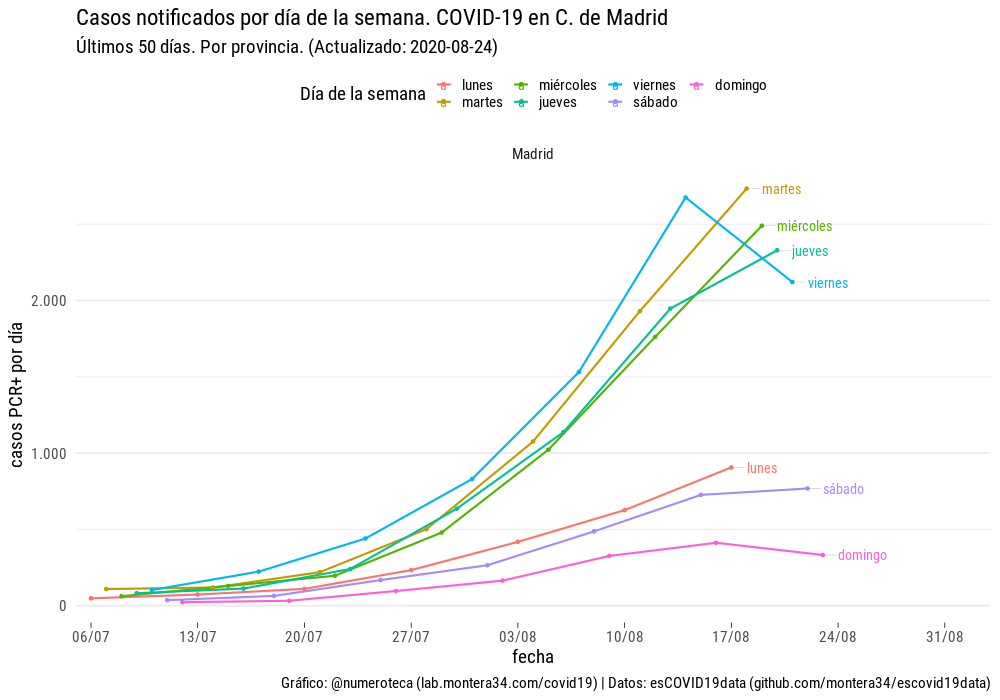 Casos notificados por día de la semana. COVID-19 en C. de Madrid
Últimos 50 días. Por provincia. (Actualizado: 2020-08-24)
Día de la semana
lunes
miércoles
viernes
domingo
martes
jueves
sábado
Madrid
casos PCR+ por día
2.000
1.000
0
martes
miércoles
jueves
viernes
lunes
sábado
domingo
06/07
13/07
20/07
27/07
03/08
10/08
17/08
24/08
31/08
fecha
Gráfico: @numeroteca (lab.montera34.com/covid19) | Datos: esCOVID19data (github.com/montera34/escovid19data)